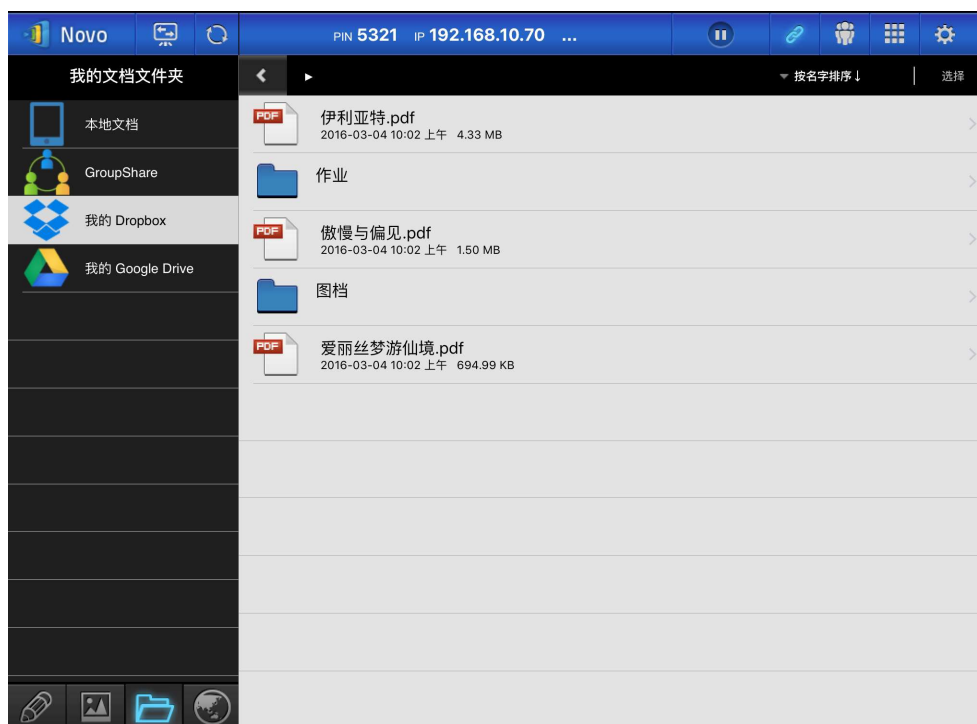 Novo
PIN 5321 IP 192.168.10.70 ...
我的文档文件夹
按名字排序↓
选择
本地文档
GroupShare
我的 Dropbox
我的 Google Drive
PDF
伊利亚特.pdf
2016-03-04 10:02 上午 4.33 MB
作业
PDF
傲慢与偏见.pdf
2016-03-04 10:02 上午 1.50 MB
图档
PDF
爱丽丝梦游仙境.pdf
2016-03-04 10:02 上午 694.99 KB